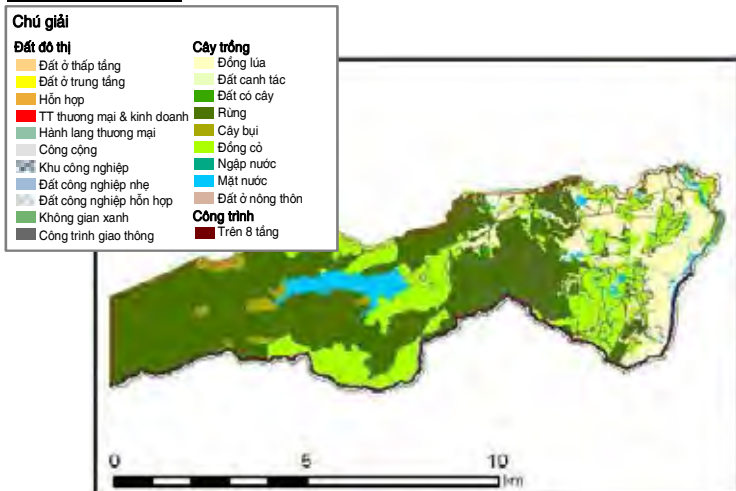 Chú giải
Đất đô thị
Đất ở thấp tầng
Đất ở trung tầng
Hỗn hợp
TT thương mại & kinh doanh
Hành lang thương mại
Công cộng
Khu công nghiệp
Đất công nghiệp nhẹ
Đất công nghiệp hỗn hợp
Không gian xanh
Công trình giao thông
Cây trồng
Đồng lúa
Đất canh tác
Đất có cây
Rừng
Cây bụi
Đồng cỏ
Ngập nước
Mặt nước
Đất ở nông thôn
Công trình
Trên 8 tầng
0 5 10
km